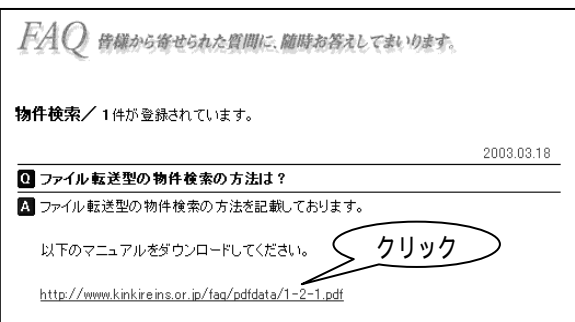 FAQ 皆様から寄せられた質問に、随時お答えしてまいります。
物件検索／ 1件が登録されています。
2003.03.18
Q ファイル転送型の物件検索の方法は？
A ファイル転送型の物件検索の方法を記載しております。
以下のマニュアルをダウンロードしてください。
クリック
http://www.kinkireins.or.jp/faq/pdfdata/1-2-1.pdf